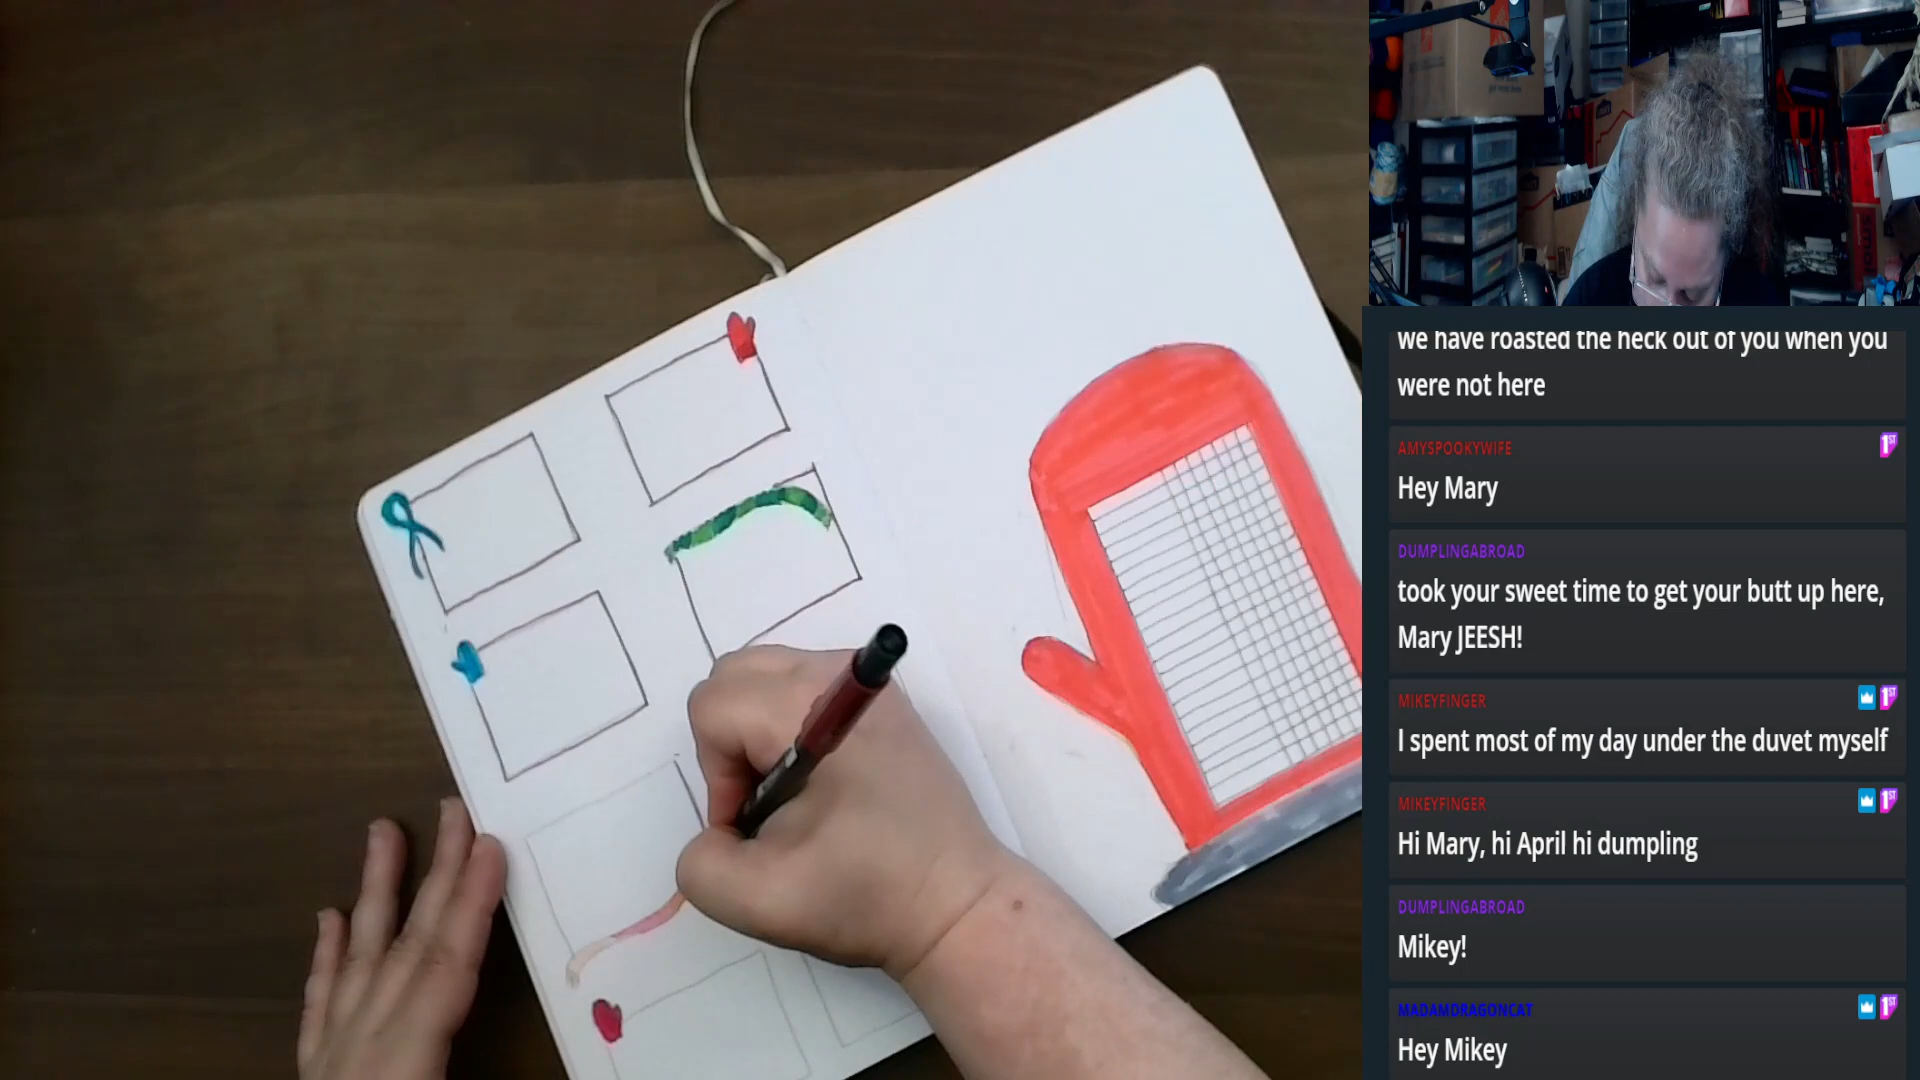 we have roasted the heck out of you when you
were not here
AMYSPOOKYWIFE
Hey Mary
DUMPLINGABROAD
took your sweet time to get your butt up here,
Mary JEESH!
MIKEYFINGER
I spent most of my day under the duvet myself
MIKEYFINGER
Hi Mary, hi April hi dumpling
DUMPLINGABROAD
Mikey!
MADAMDRAGONCAT
Hey Mikey